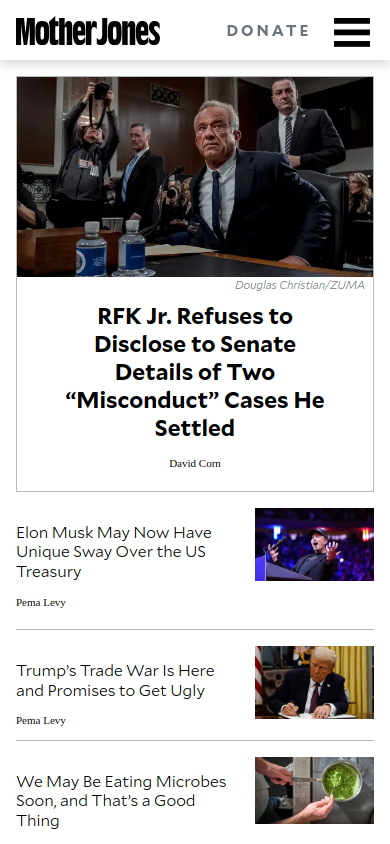 Mother Jones
DONATE
Douglas Christian/ZUMA
RFK Jr. Refuses to
Disclose to Senate
Details of Two
“Misconduct” Cases He
Settled
David Corn
Elon Musk May Now Have
Unique Sway Over the US
Treasury
Pema Levy
Trump’s Trade War Is Here
and Promises to Get Ugly
Pema Levy
We May Be Eating Microbes
Soon, and That’s a Good
Thing